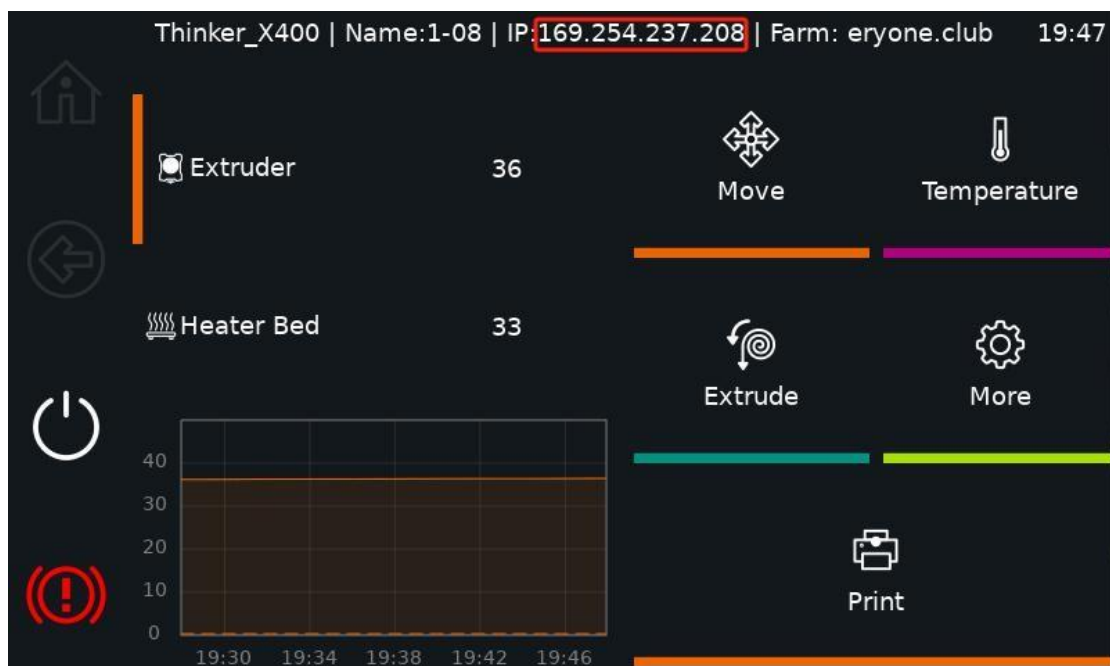 Thinker_X400 | Name:1-08 | IP:169.254.237.208 | Farm: eryone.club 19:47
Extruder 36
Move
Temperature
Heater Bed 33
Extrude
More
40
30
20
10
0
19:30 19:34 19:38 19:42 19:46
Print